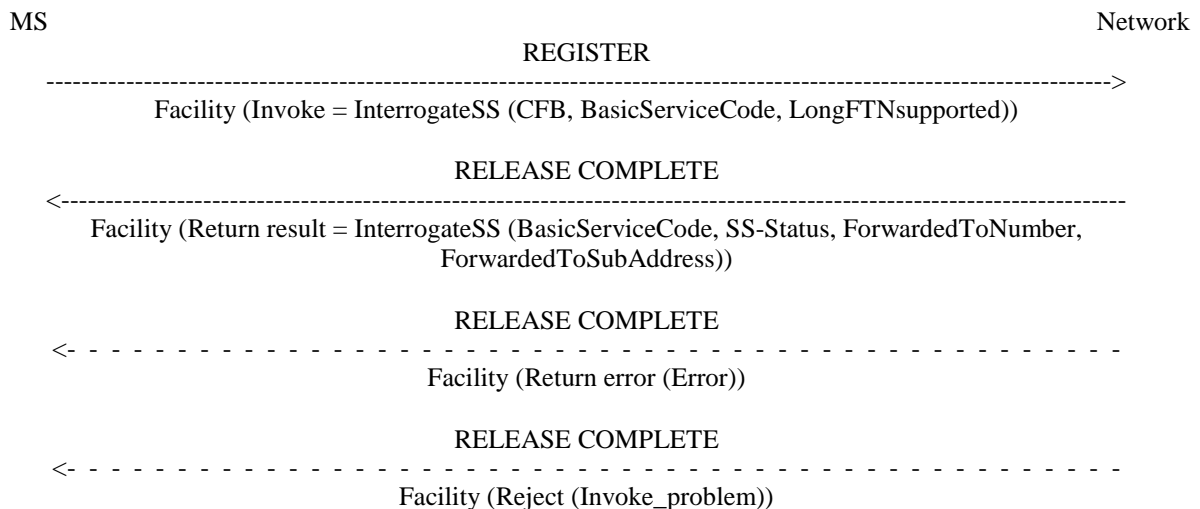 MS Network
REGISTER
------------------------------------------------------------------------------------------------------------------------>
Facility (Invoke = InterrogateSS (CFB, BasicServiceCode, LongFTNsupported))
RELEASE COMPLETE
<------------------------------------------------------------------------------------------------------------------------
Facility (Return result = InterrogateSS (BasicServiceCode, SS-Status, ForwardedToNumber,
ForwardedToSubAddress))
RELEASE COMPLETE
<- - - - - - - - - - - - - - - - - - - - - - - - - - - - - - - - - - - - - - - - - - - - - - - - - - - - - - - - - -
Facility (Return error (Error))
RELEASE COMPLETE
<- - - - - - - - - - - - - - - - - - - - - - - - - - - - - - - - - - - - - - - - - - - - - - - - - - - - - - - - - -
Facility (Reject (Invoke_problem))